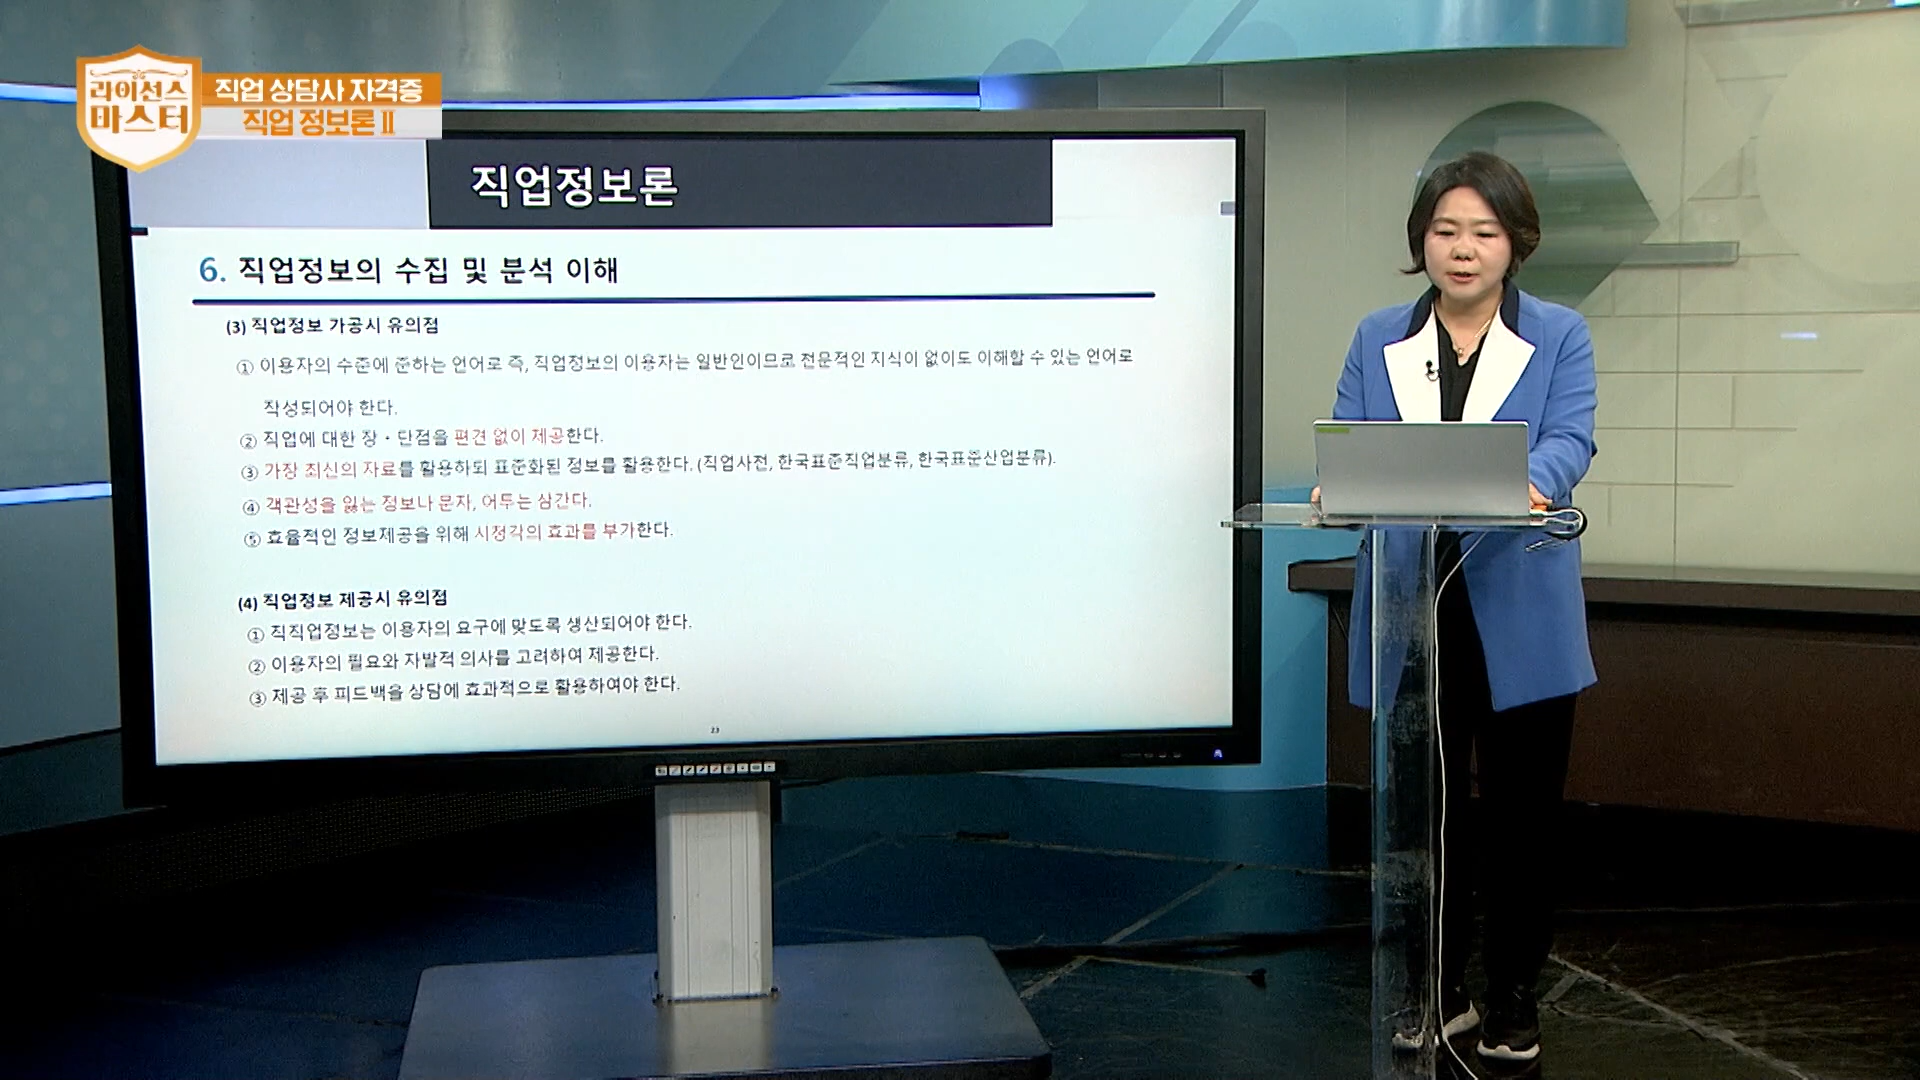 라이선스
마스터
직업 상담사 자격증
직업 정보론 Ⅱ
직업정보론
6. 직업정보의 수집 및 분석 이해
(3) 직업정보 가공시 유의점
① 이용자의 수준에 준하는 언어로 즉, 직업정보의 이용자는 일반인이므로 전문적인 지식이 없이도 이해할 수 있는 언어로
작성되어야 한다.
② 직업에 대한 장・단점을 편견 없이 제공한다.
③ 가장 최신의 자료를 활용하되 표준화된 정보를 활용한다. (직업사전, 한국표준직업분류, 한국표준산업분류).
④ 객관성을 잃는 정보나 문자, 어투는 삼간다.
⑤ 효율적인 정보제공을 위해 시청각의 효과를 부가한다.
(4) 직업정보 제공시 유의점
① 직직업정보는 이용자의 요구에 맞도록 생산되어야 한다.
② 이용자의 필요와 자발적 의사를 고려하여 제공한다.
③ 제공 후 피드백을 상담에 효과적으로 활용하여야 한다.
23